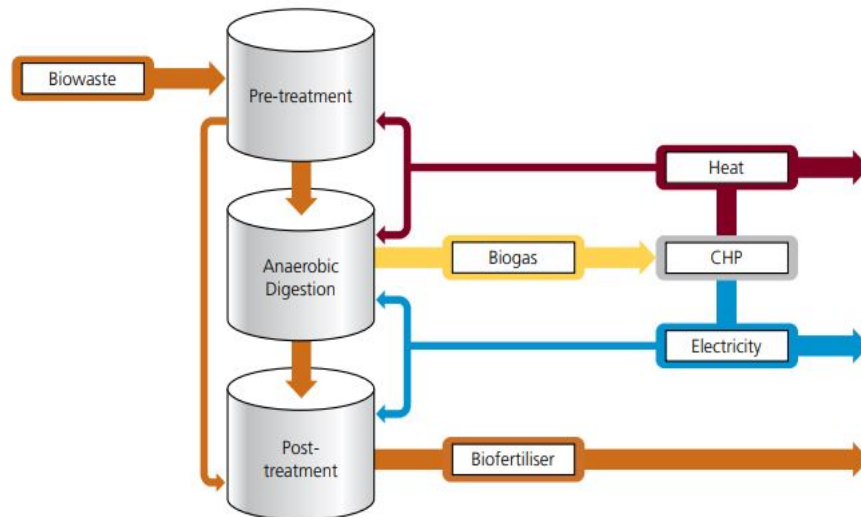 Biowaste
Pre-treatment
Heat
Anaerobic
Digestion
Biogas
CHP
Electricity
Post-
treatment
Biofertiliser